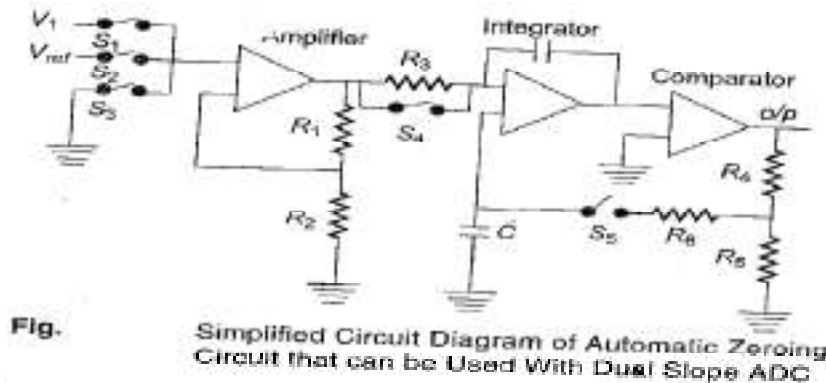 V₁
S₁
V_ref
S₂
S₃
Amplifier
R₁
R₂
R₃
S₄
Integrator
Comparator
o/p
R₄
C
S₅
R₆
R₅
Fig.
Simplified Circuit Diagram of Automatic Zeroing
Circuit that can be Used With Dual Slope ADC